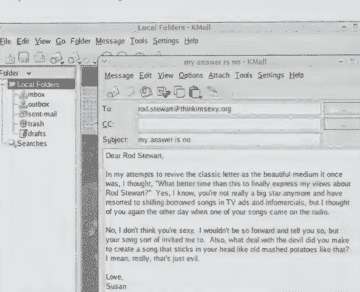 Local Folders - KMail
File Edit View Go Folder Message Tools Settings Help
my answer is no - KMail
Folder
Message Edit View Options Attach Tools Settings Help
Local Folders
inbox
outbox
sent-mail
trash
drafts
Searches
To: rod.stewart@thinkimsexy.org
CC:
Subject: my answer is no
Dear Rod Stewart,
In my attempts to revive the classic letter as the beautiful medium it once
was, I thought, "What better time than this to finally express my views about
Rod Stewart?" Yes, I know, you're not really a big star anymore and have
resorted to shilling borrowed songs in TV ads and infomercials, but I thought
of you again the other day when one of your songs came on the radio.
No, I don't think you're sexy. I wouldn't be so forward and tell you so, but
your song sort of invited me to. Also, what deal with the devil did you make
to create a song that sticks in your head like old mashed potatoes like that?
I mean, really, that's just evil.
Love,
Susan